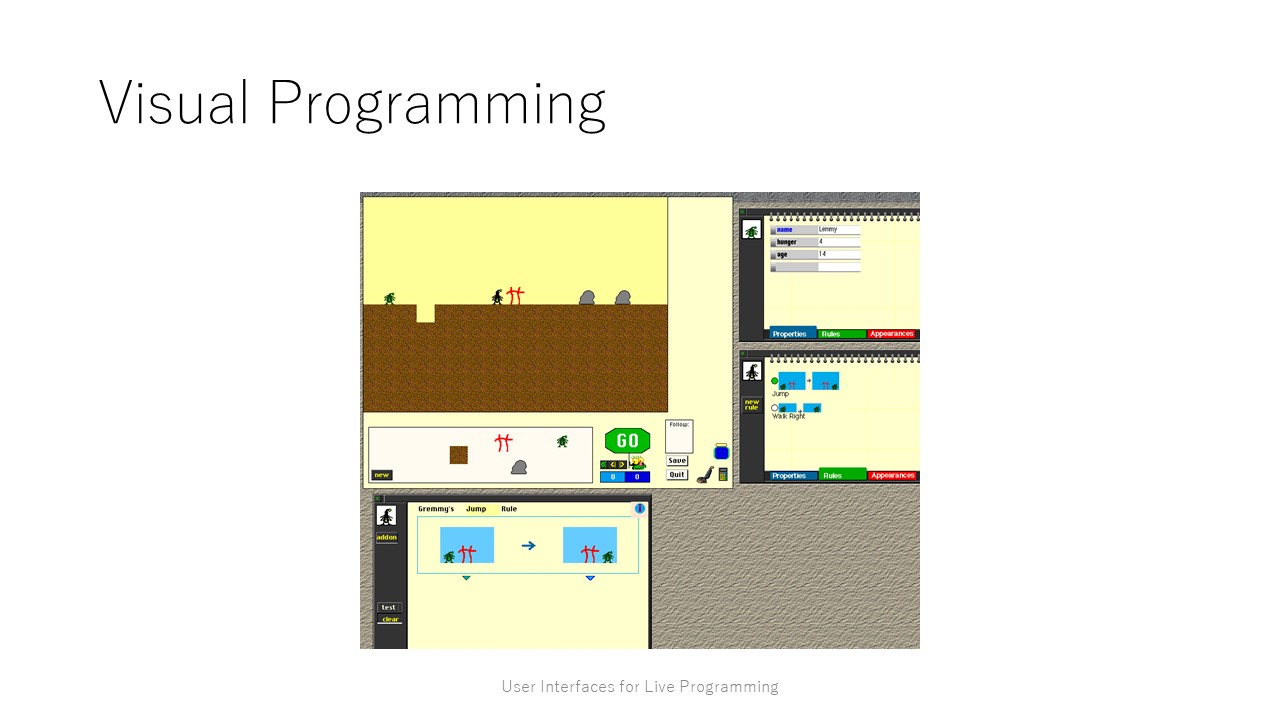 Visual Programming
name Lemmy
hunger 4
age 14
Properties Rules Appearances
new rule
Jump
Walk Right
Properties Rules Appearances
Follow:
GO
Save
Quit
0 0
new
Gremmy's Jump Rule
addon
test
clear
User Interfaces for Live Programming